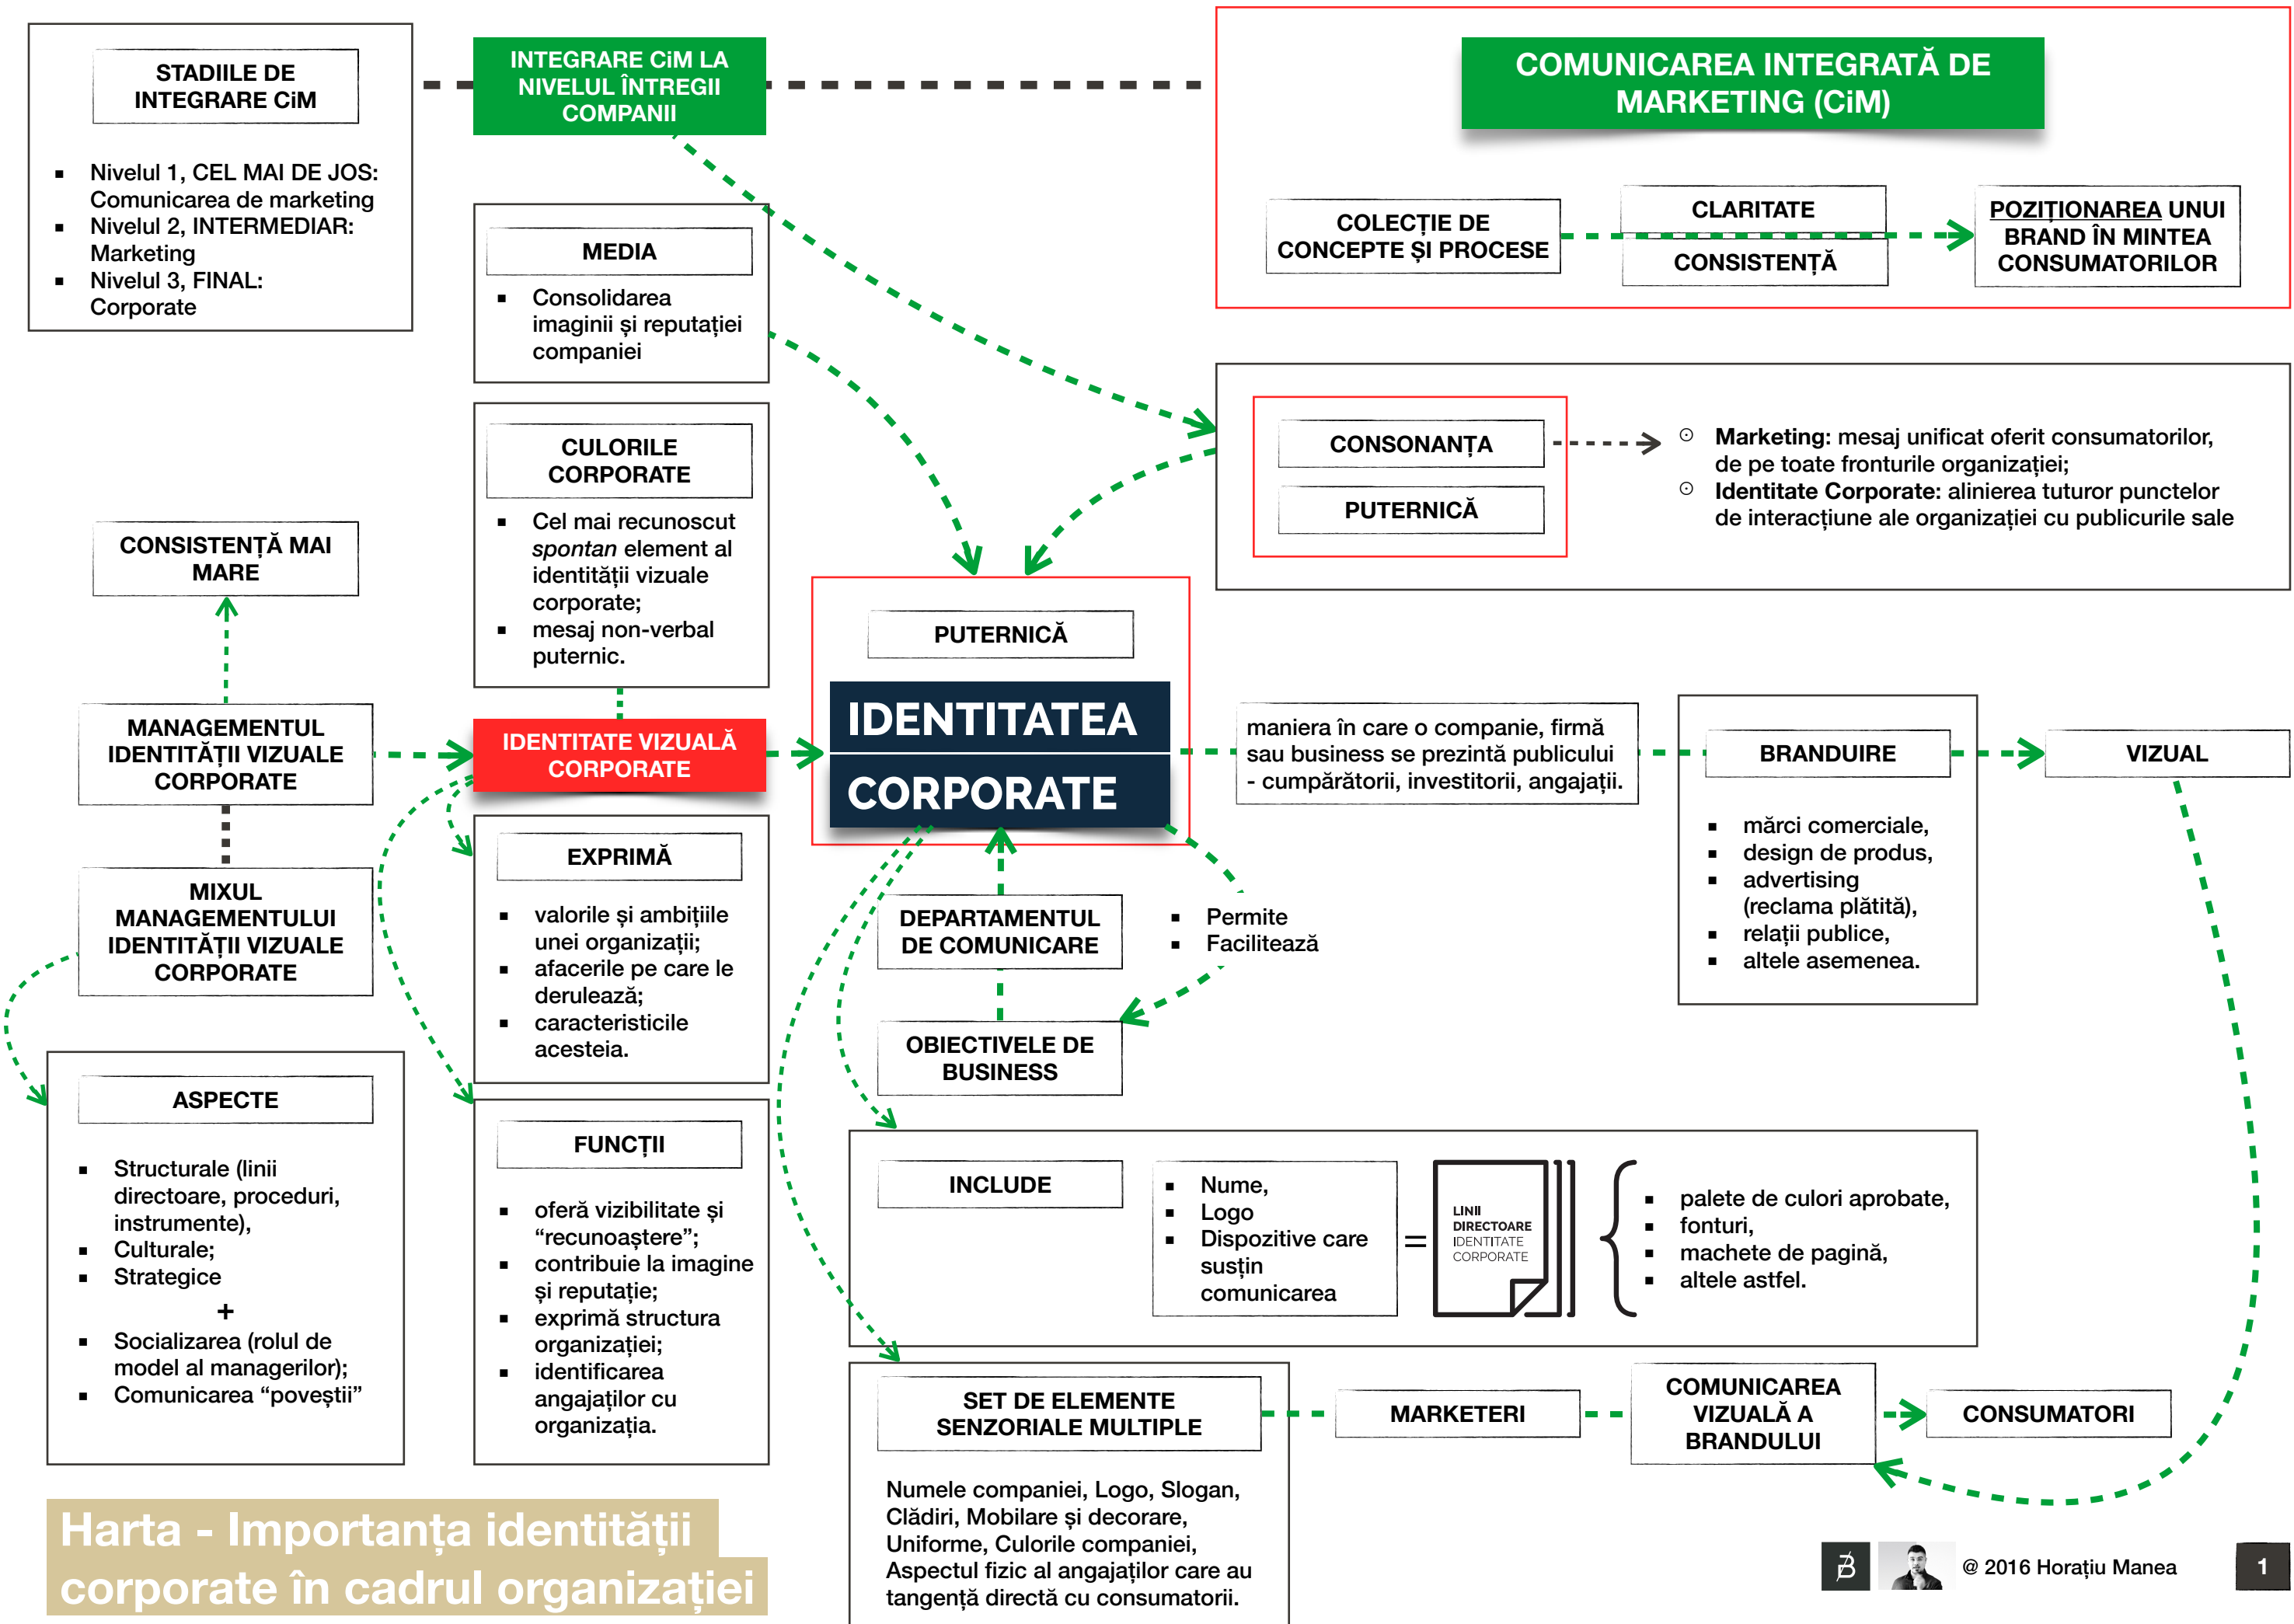 STADIILE DE
INTEGRARE CiM
▪ Nivelul 1, CEL MAI DE JOS:
Comunicarea de marketing
▪ Nivelul 2, INTERMEDIAR:
Marketing
▪ Nivelul 3, FINAL:
Corporate
INTEGRARE CiM LA
NIVELUL ÎNTREGII
COMPANII
COMUNICAREA INTEGRATĂ DE
MARKETING (CiM)
COLECȚIE DE
CONCEPTE ȘI PROCESE
CLARITATE
CONSISTENȚĂ
POZIȚIONAREA UNUI
BRAND ÎN MINTEA
CONSUMATORILOR
MEDIA
▪ Consolidarea
imaginii și reputației
companiei
CULORILE
CORPORATE
▪ Cel mai recunoscut
spontan element al
identității vizuale
corporate;
▪ mesaj non-verbal
puternic.
CONSONANȚA
PUTERNICĂ
⊙ Marketing: mesaj unificat oferit consumatorilor,
de pe toate fronturile organizației;
⊙ Identitate Corporate: alinierea tuturor punctelor
de interacțiune ale organizației cu publicurile sale
CONSISTENȚĂ MAI
MARE
MANAGEMENTUL
IDENTITĂȚII VIZUALE
CORPORATE
MIXUL
MANAGEMENTULUI
IDENTITĂȚII VIZUALE
CORPORATE
IDENTITATE VIZUALĂ
CORPORATE
PUTERNICĂ
IDENTITATEA
CORPORATE
maniera în care o companie, firmă
sau business se prezintă publicului
- cumpărătorii, investitorii, angajații.
BRANDUIRE
▪ mărci comerciale,
▪ design de produs,
▪ advertising
(reclama plătită),
▪ relații publice,
▪ altele asemenea.
VIZUAL
EXPRIMĂ
▪ valorile și ambițiile
unei organizații;
▪ afacerile pe care le
derulează;
▪ caracteristicile
acesteia.
DEPARTAMENTUL
DE COMUNICARE
▪ Permite
▪ Facilitează
OBIECTIVELE DE
BUSINESS
ASPECTE
▪ Structurale (linii
directoare, proceduri,
instrumente),
▪ Culturale;
▪ Strategice
+
▪ Socializarea (rolul de
model al managerilor);
▪ Comunicarea “poveștii”
FUNCȚII
▪ oferă vizibilitate și
“recunoaștere”;
▪ contribuie la imagine
și reputație;
▪ exprimă structura
organizației;
▪ identificarea
angajaților cu
organizația.
INCLUDE
▪ Nume,
▪ Logo
▪ Dispozitive care
susțin
comunicarea
=
LINII
DIRECTOARE
IDENTITATE
CORPORATE
▪ palete de culori aprobate,
▪ fonturi,
▪ machete de pagină,
▪ altele astfel.
SET DE ELEMENTE
SENZORIALE MULTIPLE
Numele companiei, Logo, Slogan,
Clădiri, Mobilare și decorare,
Uniforme, Culorile companiei,
Aspectul fizic al angajaților care au
tangență directă cu consumatorii.
MARKETERI
COMUNICAREA
VIZUALĂ A
BRANDULUI
CONSUMATORI
Harta - Importanța identității
corporate în cadrul organizației
@ 2016 Horațiu Manea
1